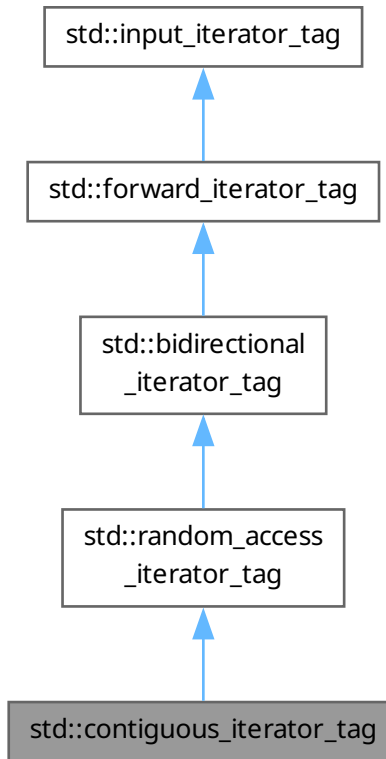 std::input_iterator_tag
std::forward_iterator_tag
std::bidirectional
_iterator_tag
std::random_access
_iterator_tag
std::contiguous_iterator_tag